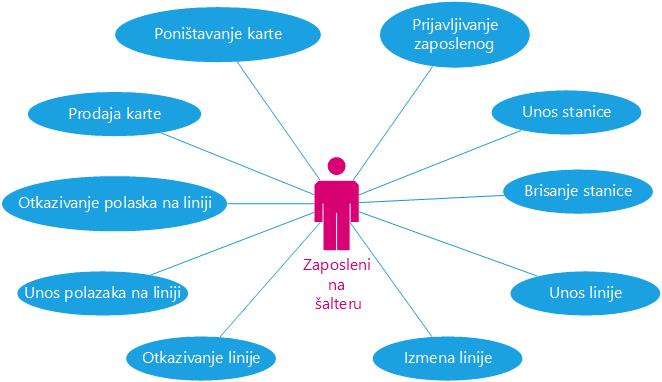 Poništavanje karte
Prijavljivanje
zaposlenog
Prodaja karte
Unos stanice
Otkazivanje polaska na liniji
Brisanje stanice
Zaposleni
na
šalteru
Unos polazaka na liniji
Unos linije
Otkazivanje linije
Izmena linije